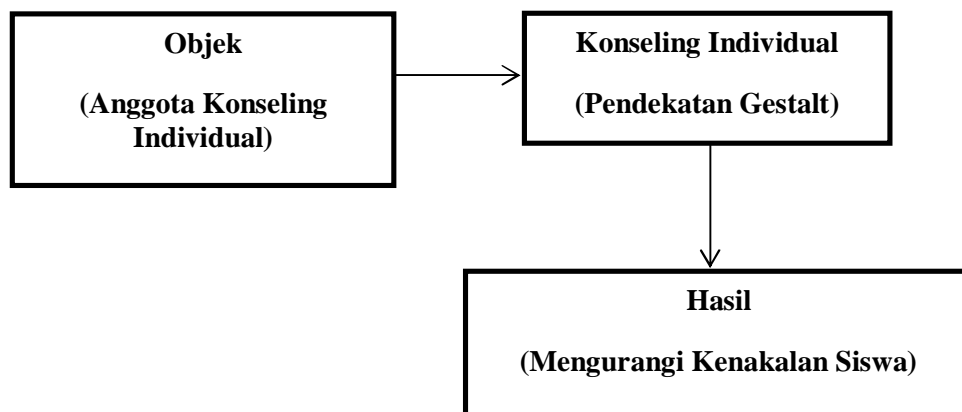 Objek
(Anggota Konseling
Individual)
Konseling Individual
(Pendekatan Gestalt)
Hasil
(Mengurangi Kenakalan Siswa)